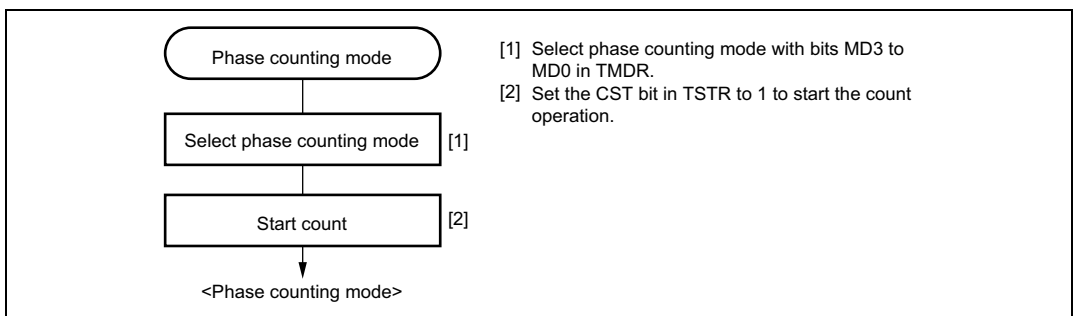 Phase counting mode
Select phase counting mode
[1]
Start count
[2]
<Phase counting mode>
[1] Select phase counting mode with bits MD3 to
MD0 in TMDR.
[2] Set the CST bit in TSTR to 1 to start the count
operation.